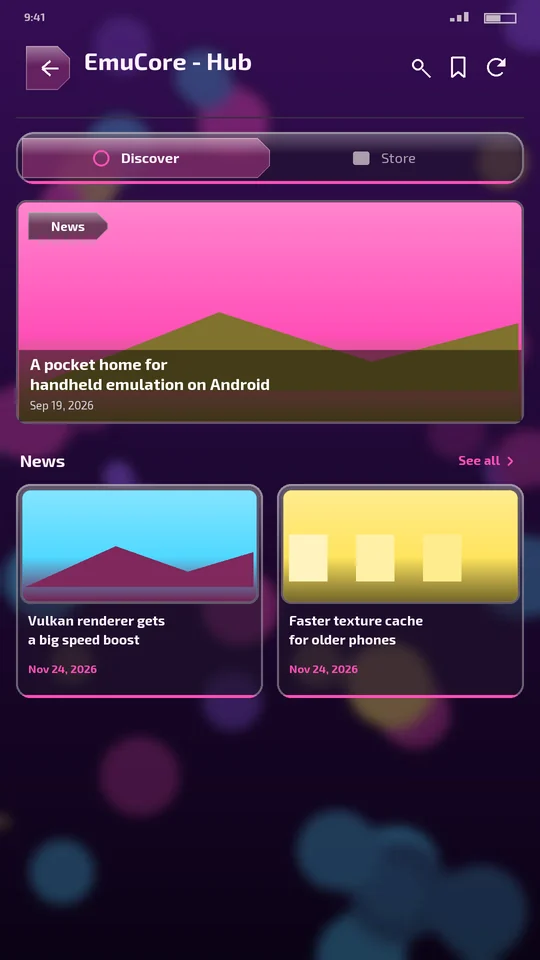 9:41
EmuCore - Hub
Discover
Store
News
A pocket home for
handheld emulation on Android
Sep 19, 2026
News
See all
Vulkan renderer gets
a big speed boost
Nov 24, 2026
Faster texture cache
for older phones
Nov 24, 2026